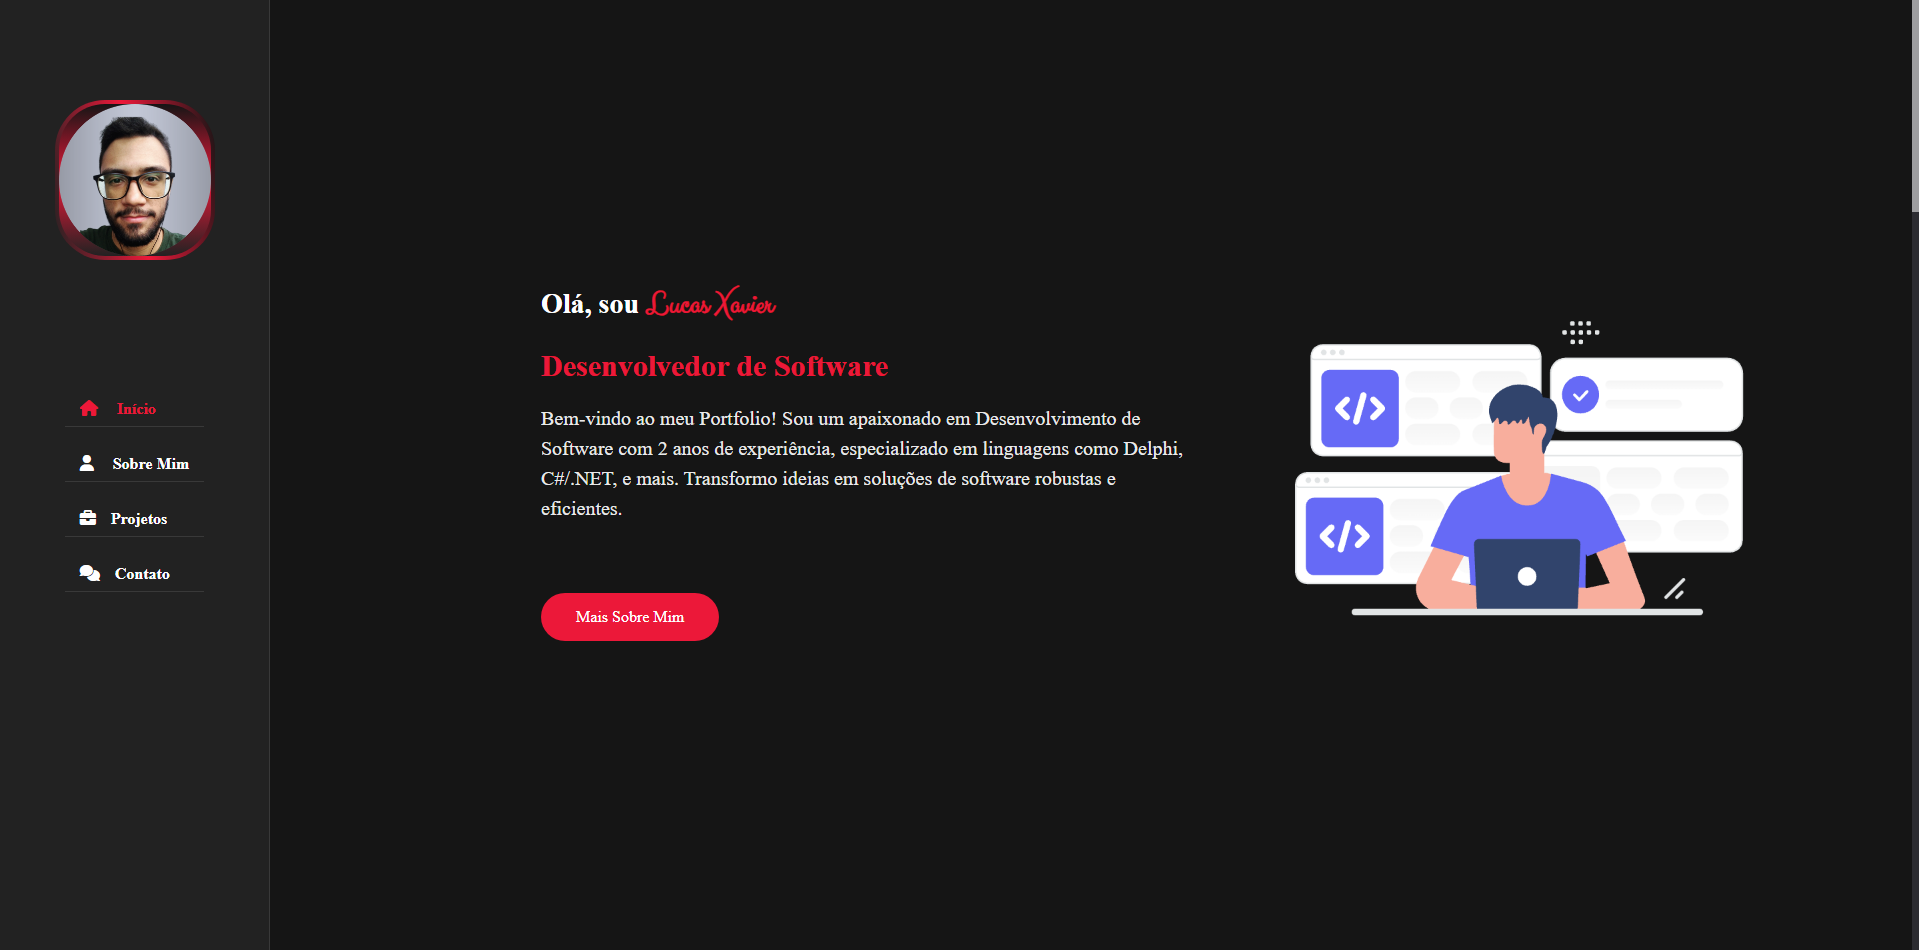 Início
Sobre Mim
Projetos
Contato
Olá, sou Lucas Xavier
Desenvolvedor de Software
Bem-vindo ao meu Portfolio! Sou um apaixonado em Desenvolvimento de
Software com 2 anos de experiência, especializado em linguagens como Delphi,
C#/.NET, e mais. Transformo ideias em soluções de software robustas e
eficientes.
Mais Sobre Mim